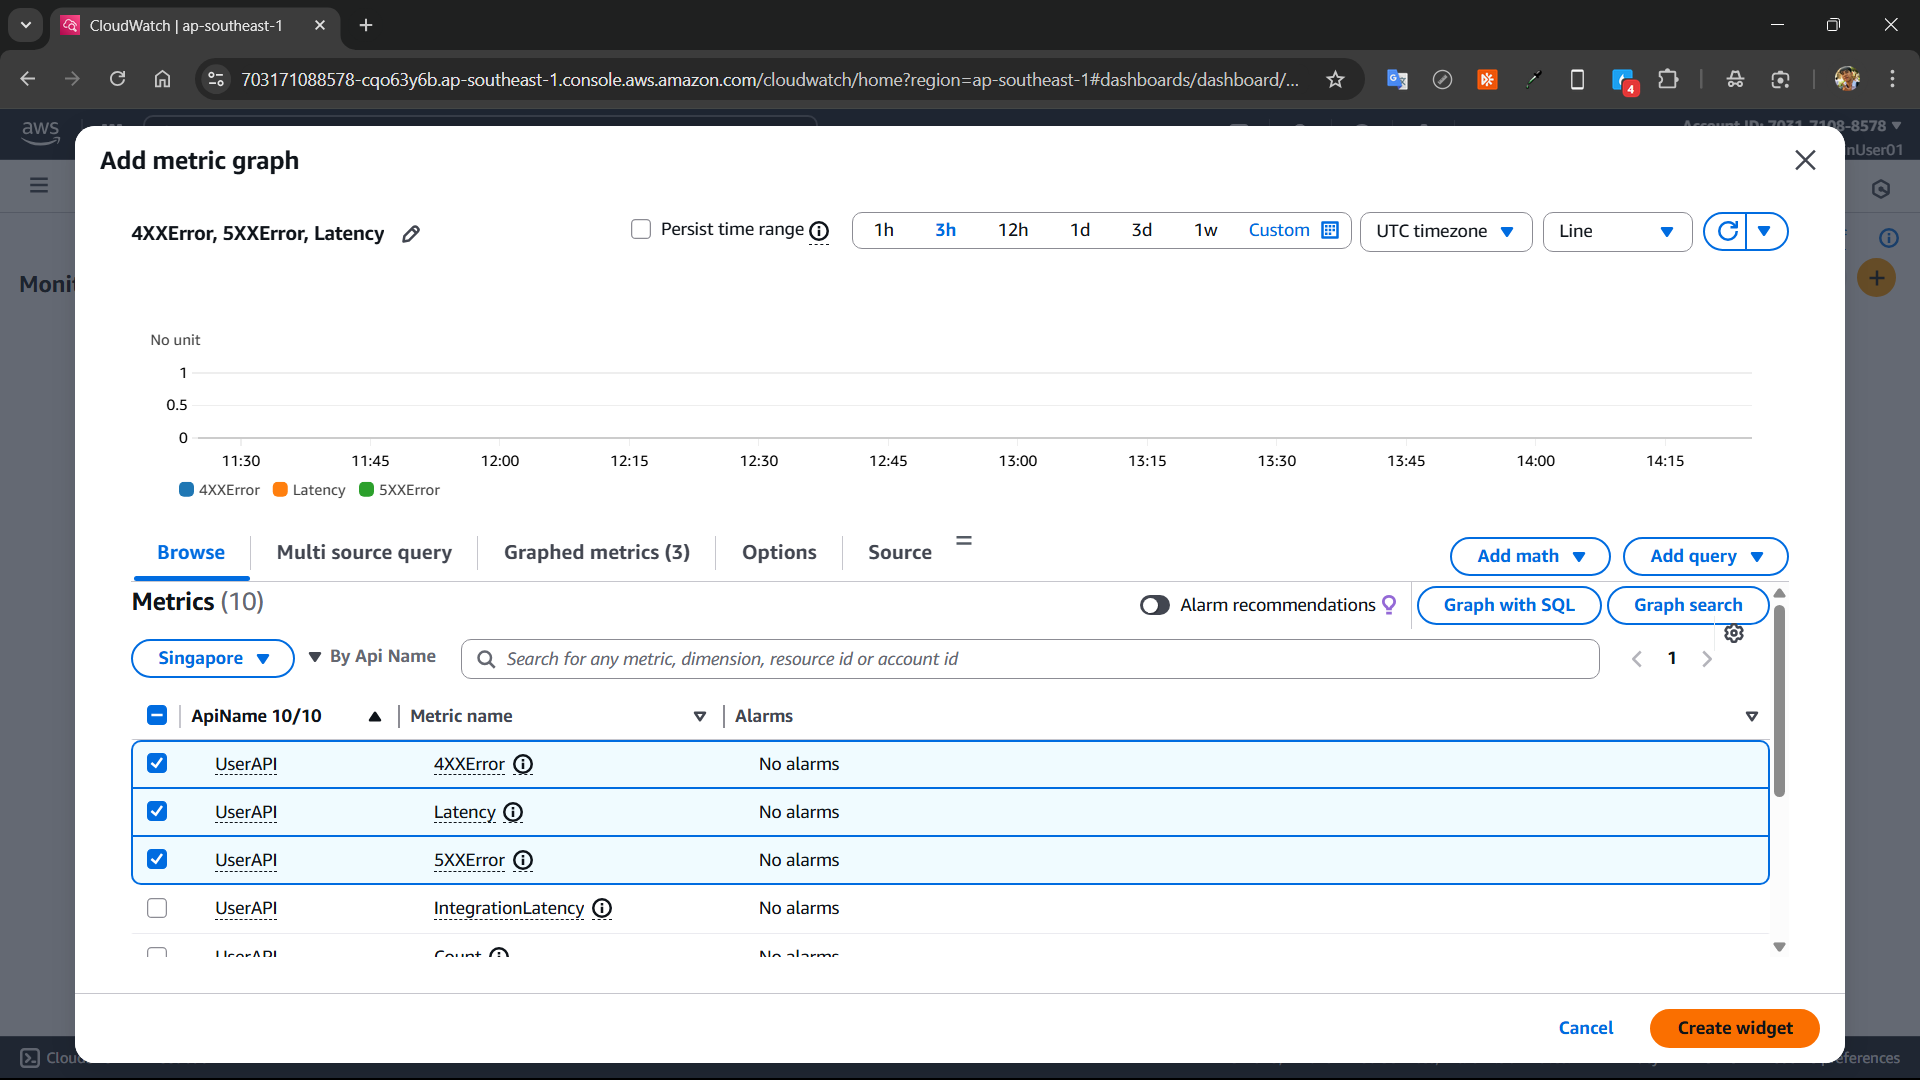 CloudWatch | ap-southeast-1
703171088578-cqo63y6b.ap-southeast-1.console.aws.amazon.com/cloudwatch/home?region=ap-southeast-1#dashboards/dashboard/...
4
aws
Account ID: 7031-7108-8578
nUser01
Add metric graph
4XXError, 5XXError, Latency
Persist time range
1h 3h 12h 1d 3d 1w Custom
UTC timezone
Line
Monit
No unit
1
0.5
0
11:30 11:45 12:00 12:15 12:30 12:45 13:00 13:15 13:30 13:45 14:00 14:15
4XXError Latency 5XXError
Browse Multi source query Graphed metrics (3) Options Source
Add math Add query
Metrics (10)
Alarm recommendations
Graph with SQL Graph search
Singapore By Api Name Search for any metric, dimension, resource id or account id 1
ApiName 10/10 Metric name Alarms
UserAPI 4XXError No alarms
UserAPI Latency No alarms
UserAPI 5XXError No alarms
UserAPI IntegrationLatency No alarms
UserAPI Count No alarms
Cancel Create widget
Clou
eferences